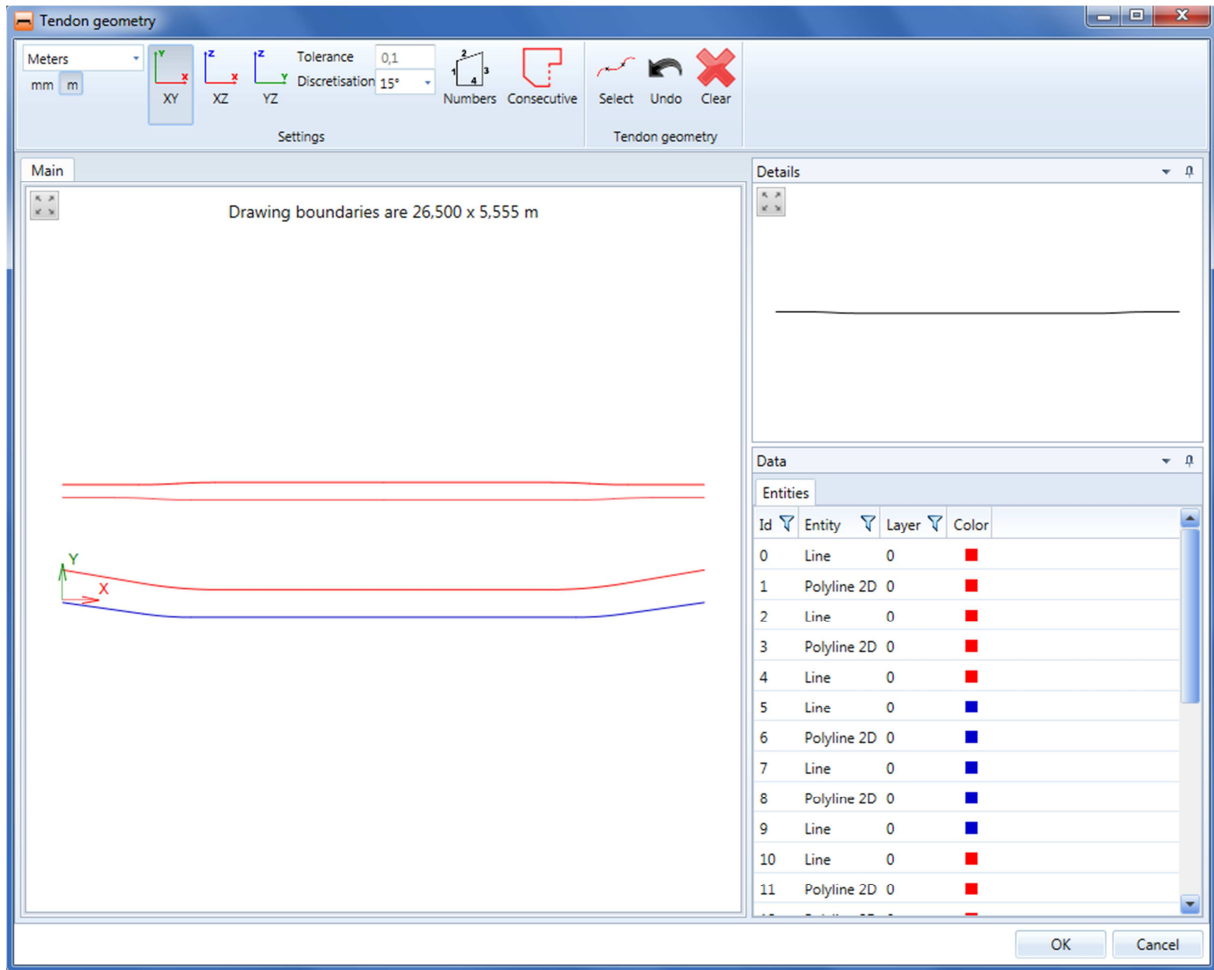 Tendon geometry
Meters
mm m
Y X XY
Z X XZ
Z Y YZ
Tolerance 0,1
Discretisation 15°
1 2 3 4
Numbers Consecutive
Settings
Select Undo Clear
Tendon geometry
Main
Drawing boundaries are 26,500 x 5,555 m
Y
X
Details
Data
Entities
Id Entity Layer Color
0 Line 0
1 Polyline 2D 0
2 Line 0
3 Polyline 2D 0
4 Line 0
5 Line 0
6 Polyline 2D 0
7 Line 0
8 Polyline 2D 0
9 Line 0
10 Line 0
11 Polyline 2D 0
OK Cancel